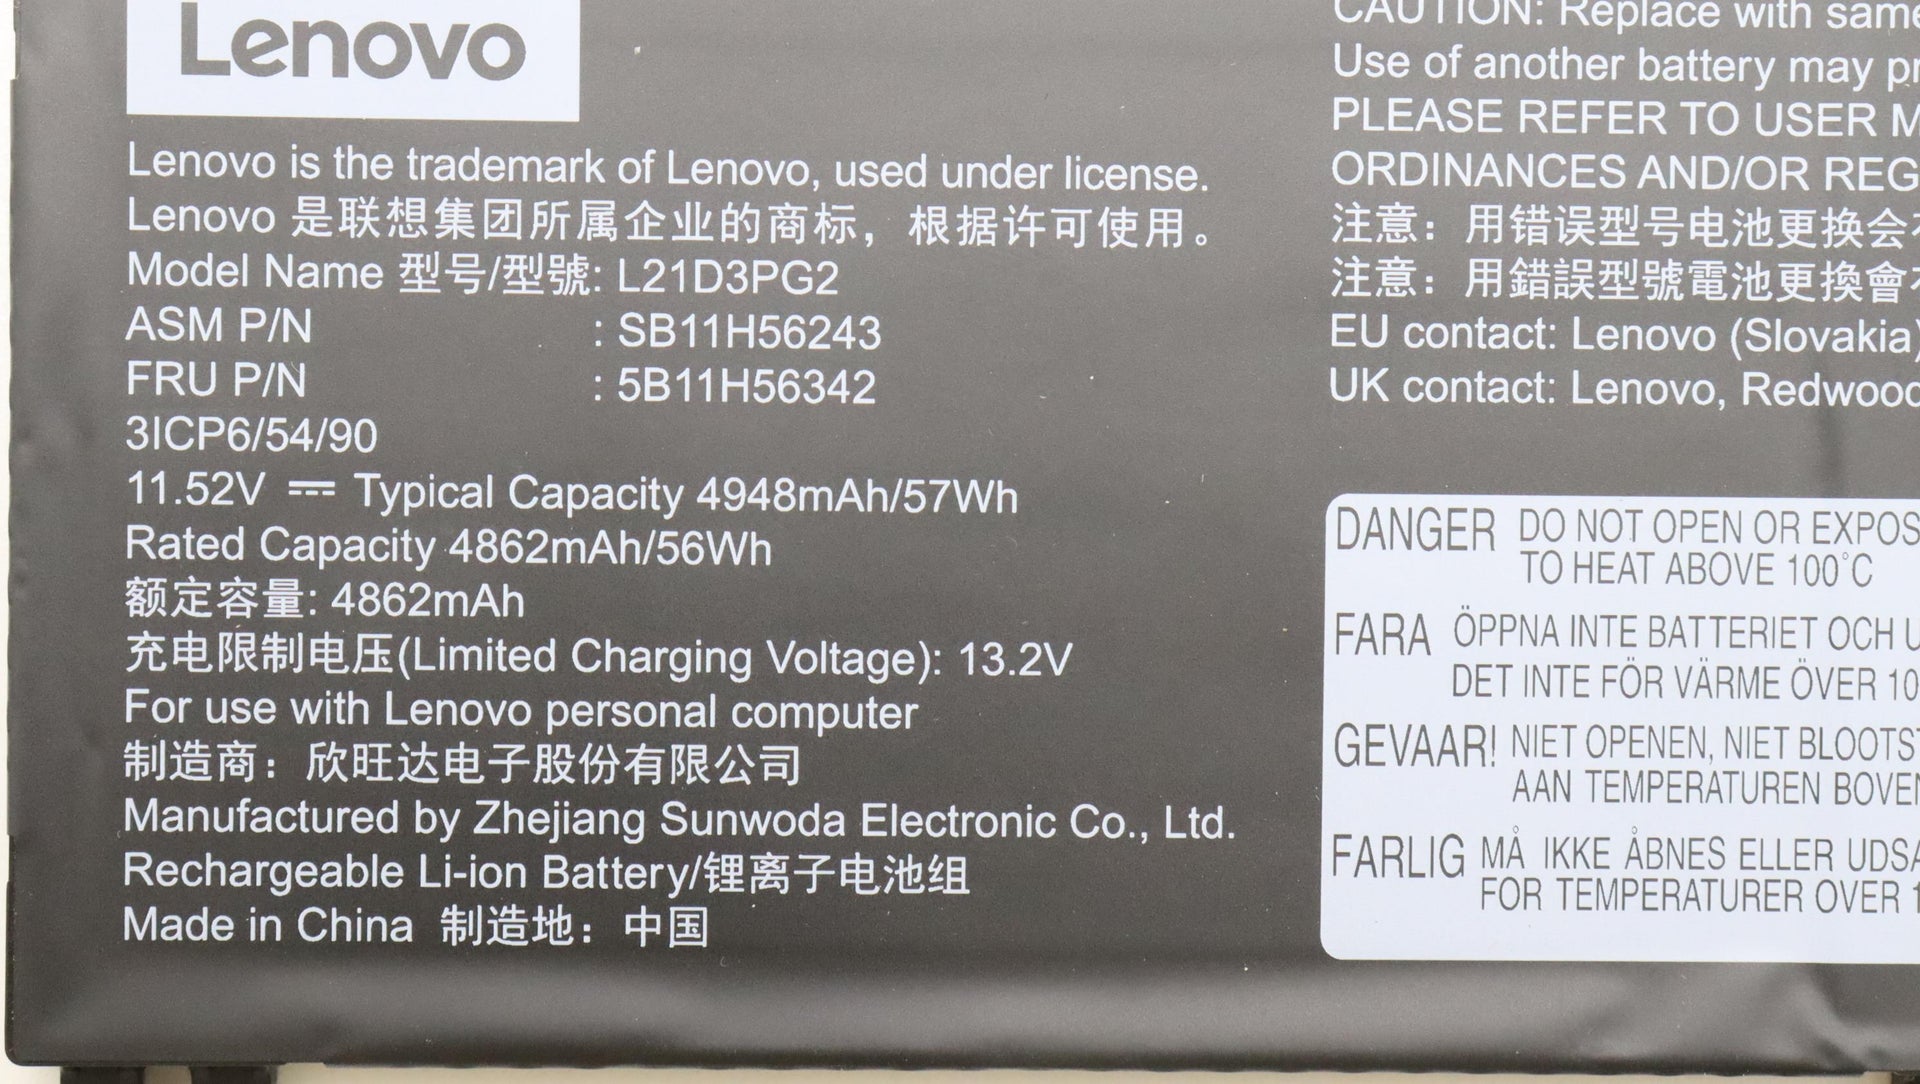 Lenovo
Lenovo is the trademark of Lenovo, used under license.
Lenovo 是联想集团所属企业的商标，根据许可使用。
Model Name 型号/型號: L21D3PG2
ASM P/N : SB11H56243
FRU P/N : 5B11H56342
3ICP6/54/90
11.52V ⎓ Typical Capacity 4948mAh/57Wh
Rated Capacity 4862mAh/56Wh
额定容量: 4862mAh
充电限制电压(Limited Charging Voltage): 13.2V
For use with Lenovo personal computer
制造商：欣旺达电子股份有限公司
Manufactured by Zhejiang Sunwoda Electronic Co., Ltd.
Rechargeable Li-ion Battery/锂离子电池组
Made in China 制造地：中国
CAUTION: Replace with same
Use of another battery may
PLEASE REFER TO USER
ORDINANCES AND/OR
注意：用错误型号电池更换会
注意：用錯誤型號電池更換會
EU contact: Lenovo (Slovakia)
UK contact: Lenovo, Redwood
DANGER DO NOT OPEN OR
TO HEAT ABOVE 100°C
FARA ÖPPNA INTE BATTERIET OCH
DET INTE FÖR VÄRME ÖVER
GEVAAR! NIET OPENEN, NIET
AAN TEMPERATUREN
FARLIG MÅ IKKE ÅBNES ELLER
FOR TEMPERATURER OVER